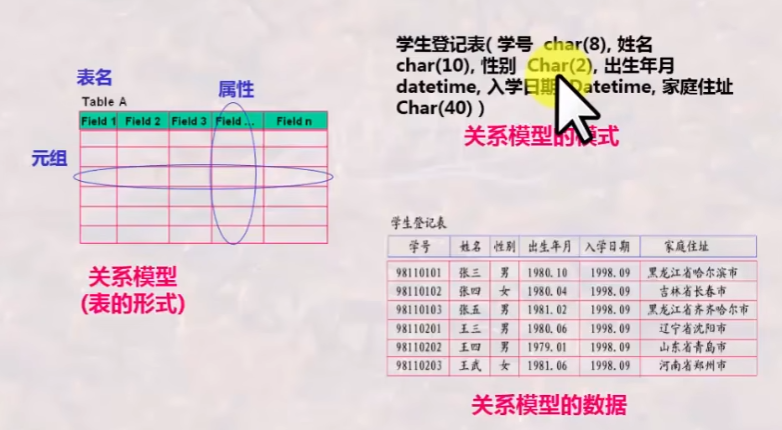 表名
属性
Table A
Field 1 Field 2 Field 3 Field ... Field n
元组
关系模型
(表的形式)
学生登记表( 学号 char(8), 姓名
char(10), 性别 Char(2), 出生年月
datetime, 入学日期 Datetime, 家庭住址
Char(40) )
关系模型的模式
学生登记表
学号 姓名 性别 出生年月 入学日期 家庭住址
98110101 张三 男 1980.10 1998.09 黑龙江省哈尔滨市
98110102 张四 女 1980.04 1998.09 吉林省长春市
98110103 张五 男 1981.02 1998.09 黑龙江省齐齐哈尔市
98110201 王三 男 1980.06 1998.09 辽宁省沈阳市
98110202 王四 男 1979.01 1998.09 山东省青岛市
98110203 王武 女 1981.06 1998.09 河南省郑州市
关系模型的数据